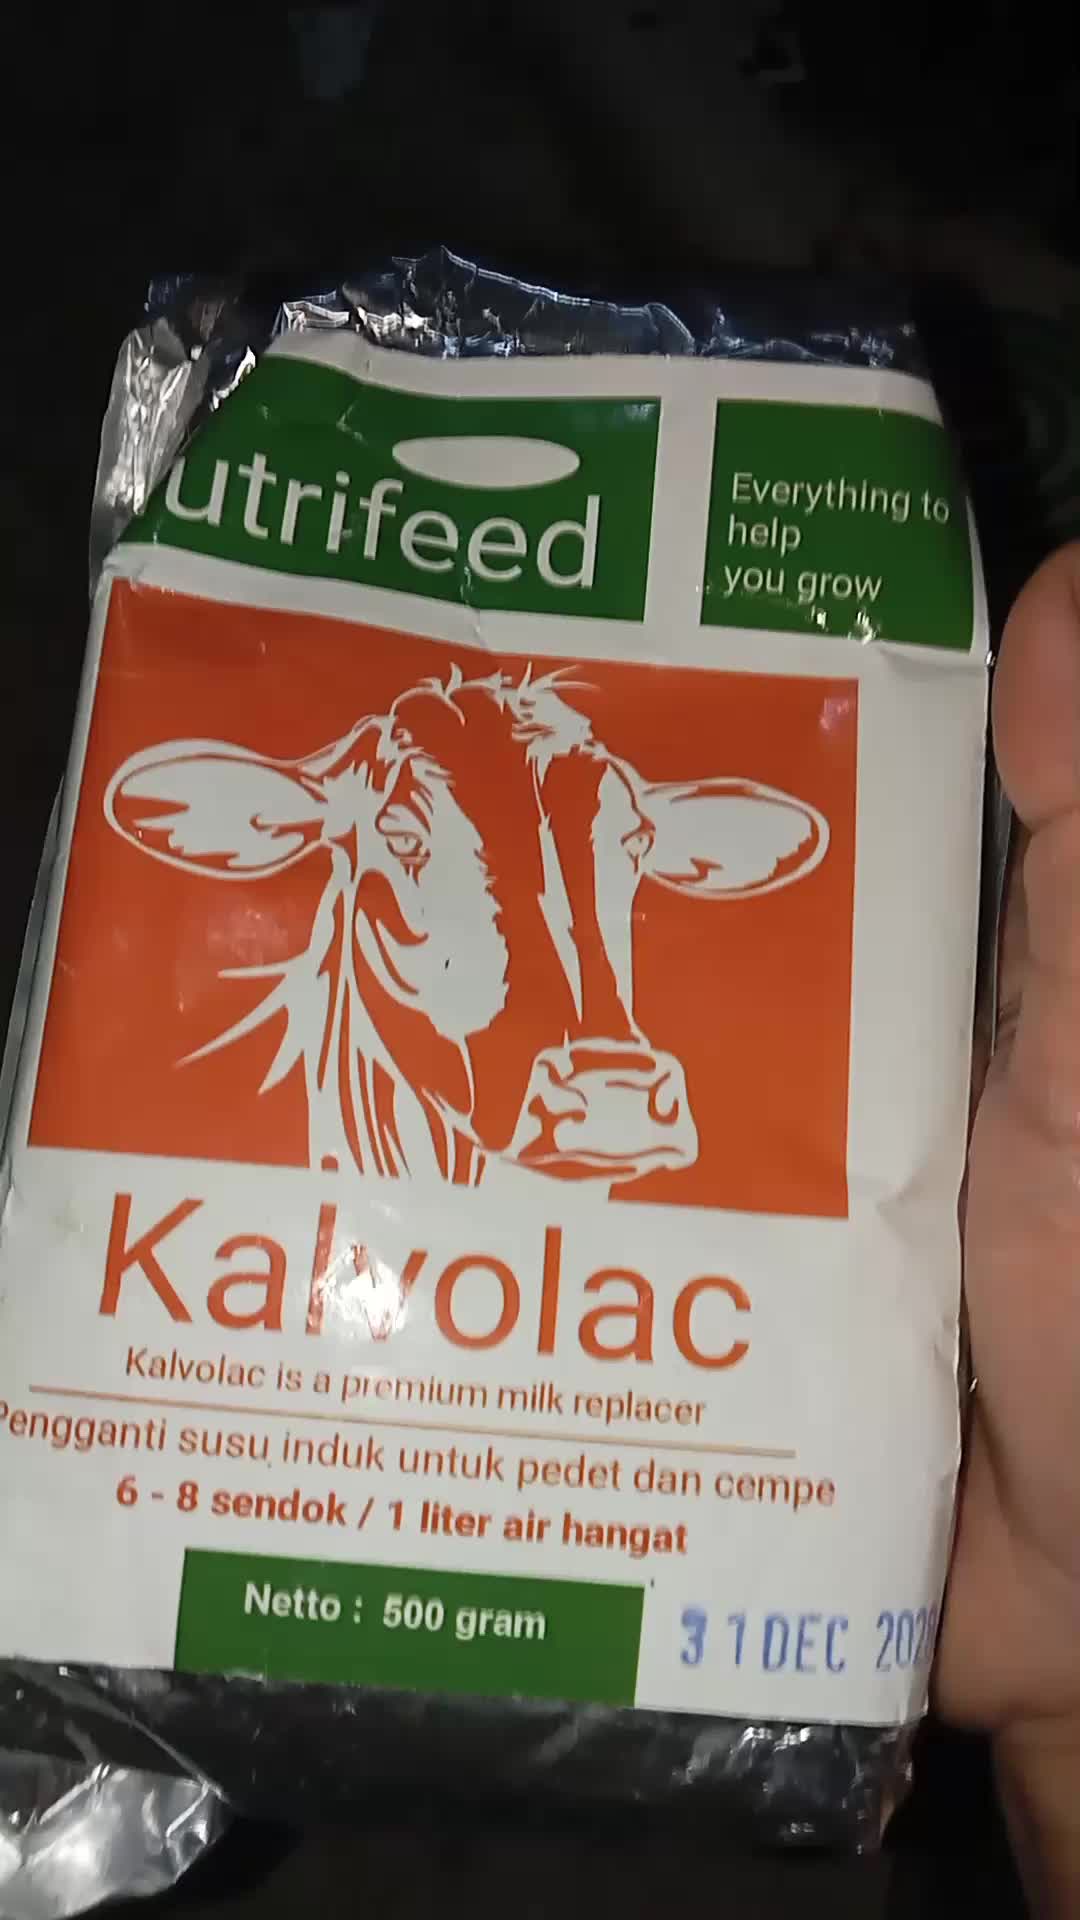 utrifeed
Everything to
help
you grow
Kalvolac
Kalvolac is a premium milk replacer
Pengganti susu induk untuk pedet dan cempe
6 - 8 sendok / 1 liter air hangat
Netto : 500 gram
31 DEC 202